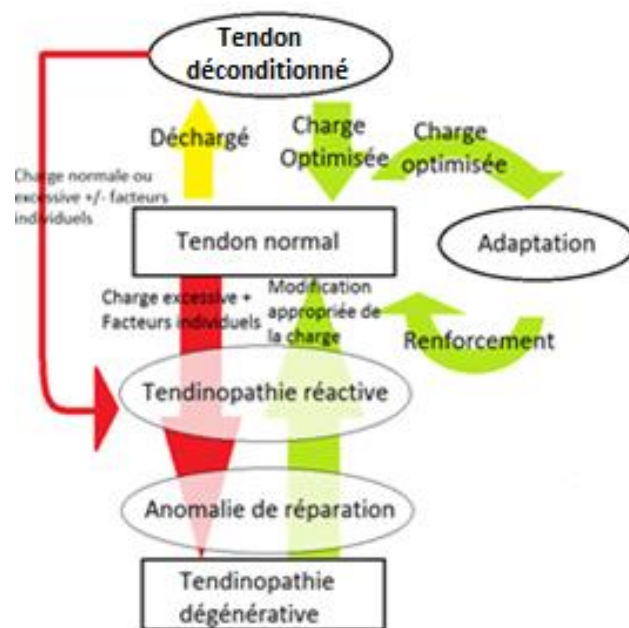 Tendon
déconditionné
Déchargé
Charge
Optimisée
Charge
optimisée
Charge normale ou
excessive +/- facteurs
individuels
Tendon normal
Adaptation
Charge excessive +
Facteurs individuels
Modification
appropriée de
la charge
Renforcement
Tendinopathie réactive
Anomalie de réparation
Tendinopathie
dégénérative